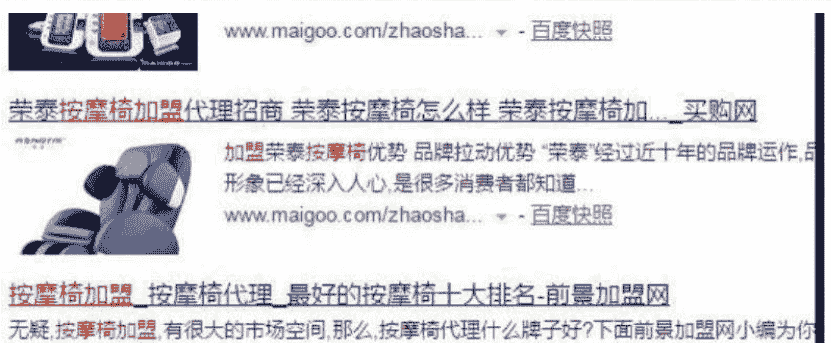 www.maigoo.com/zhaosha... - 百度快照
荣泰按摩椅加盟代理招商 荣泰按摩椅怎么样 荣泰按摩椅加..._买购网
加盟荣泰按摩椅优势 品牌拉动优势 “荣泰”经过近十年的品牌运作,品
形象已经深入人心,是很多消费者都知道...
www.maigoo.com/zhaosha... - 百度快照
按摩椅加盟_按摩椅代理_最好的按摩椅十大排名-前景加盟网
无疑,按摩椅加盟,有很大的市场空间,那么,按摩椅代理什么牌子好?下面前景加盟网小编为你